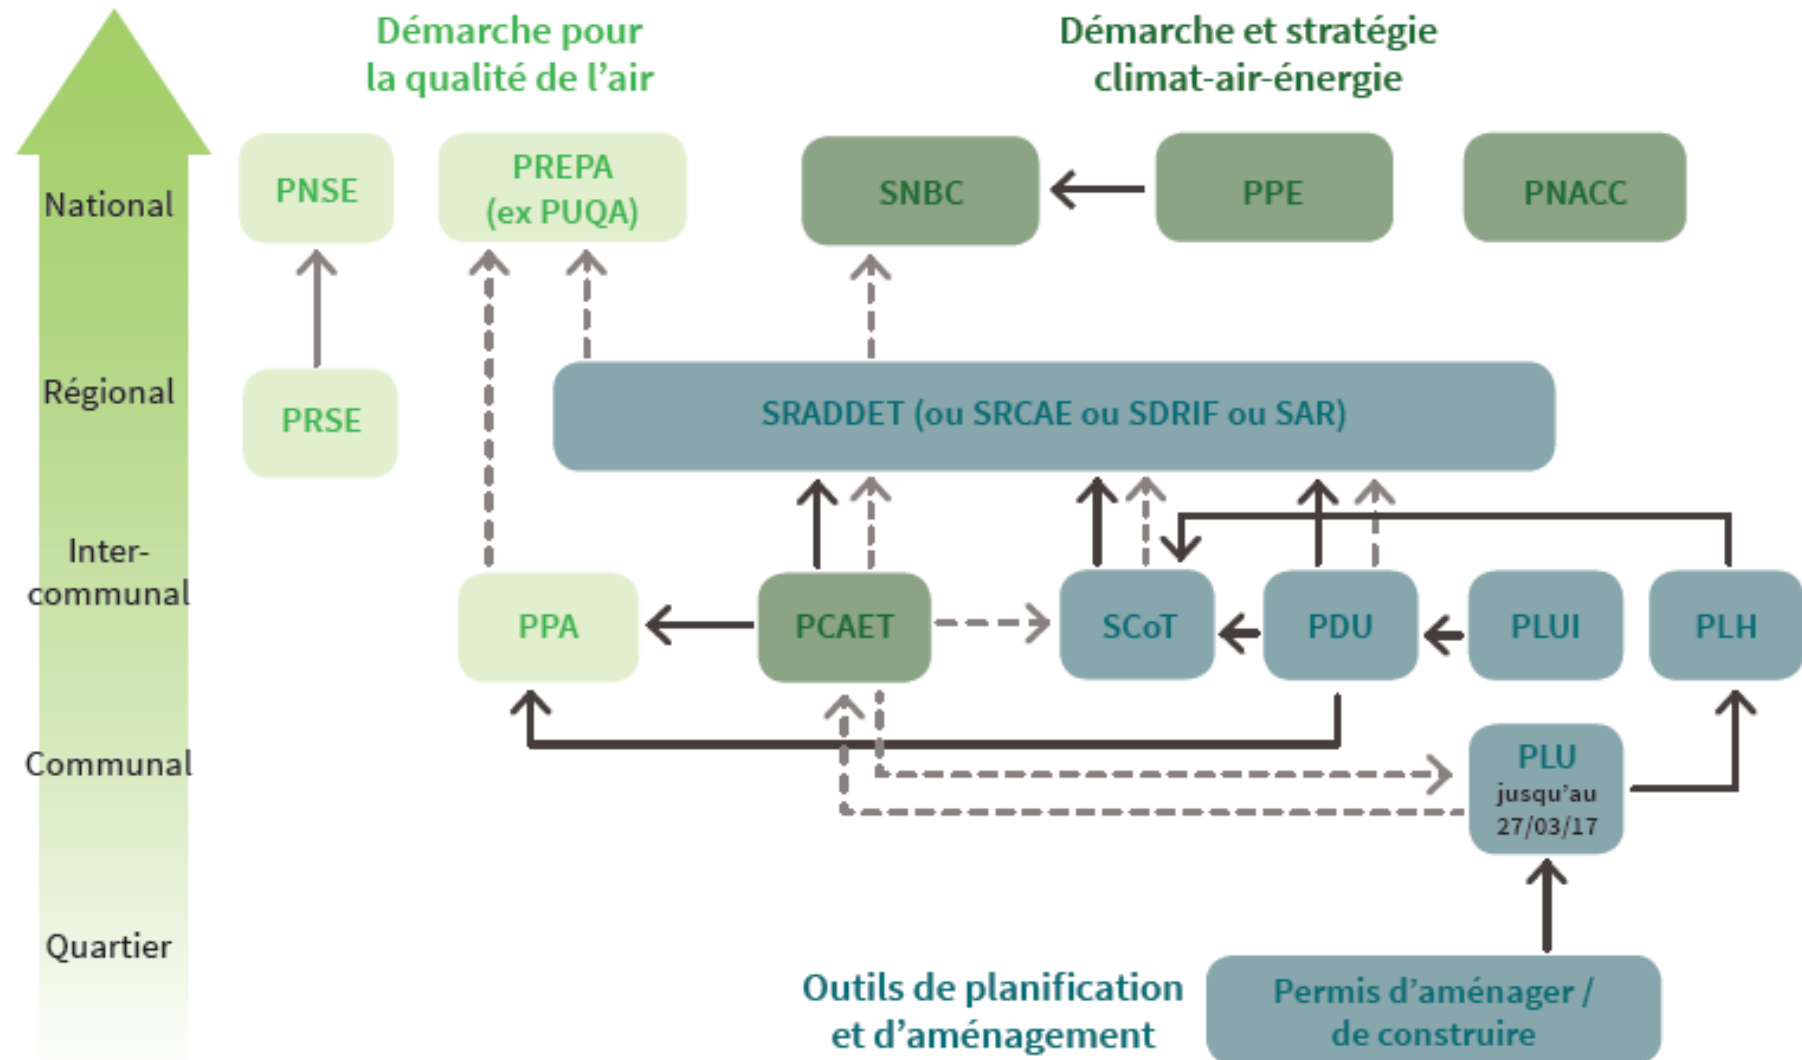 Démarche pour
la qualité de l'air
Démarche et stratégie
climat-air-énergie
National
PNSE
PREPA
(ex PUQA)
SNBC
PPE
PNACC
Régional
PRSE
SRADDET (ou SRCAE ou SDRIF ou SAR)
Inter-
communal
PPA
PCAET
SCoT
PDU
PLUI
PLH
Communal
PLU
jusqu'au
27/03/17
Quartier
Outils de planification
et d'aménagement
Permis d'aménager /
de construire